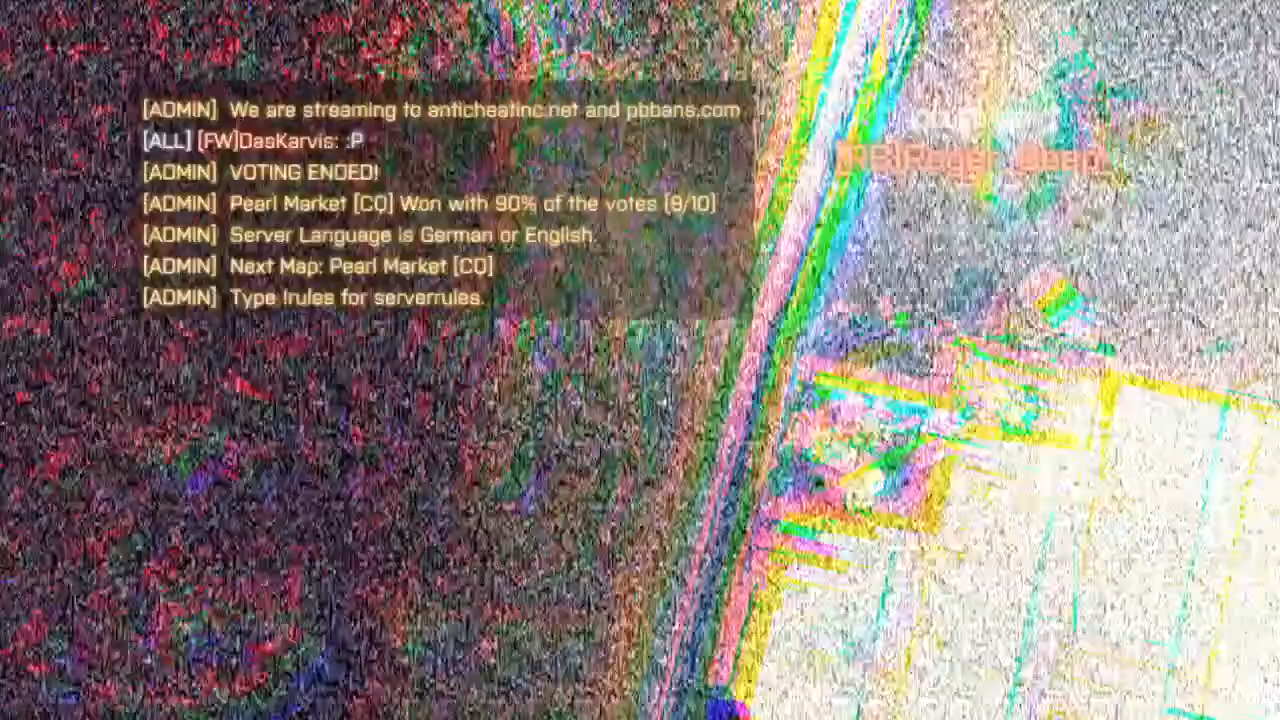 [ADMIN] We are streaming to anticheatinc.net and pbbans.com
[ALL] [FW]DasKarvis: :P
[ADMIN] VOTING ENDED!
[ADMIN] Pearl Market [CQ] Won with 90% of the votes (9/10)
[ADMIN] Server Language is German or English.
[ADMIN] Next Map: Pearl Market [CQ]
[ADMIN] Type !rules for serverrules.